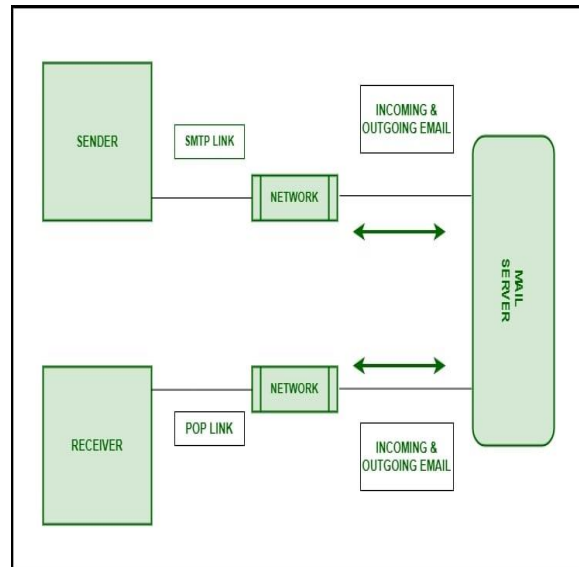 SENDER
SMTP LINK
INCOMING &
OUTGOING EMAIL
NETWORK
MAIL
SERVER
NETWORK
RECEIVER
POP LINK
INCOMING &
OUTGOING EMAIL